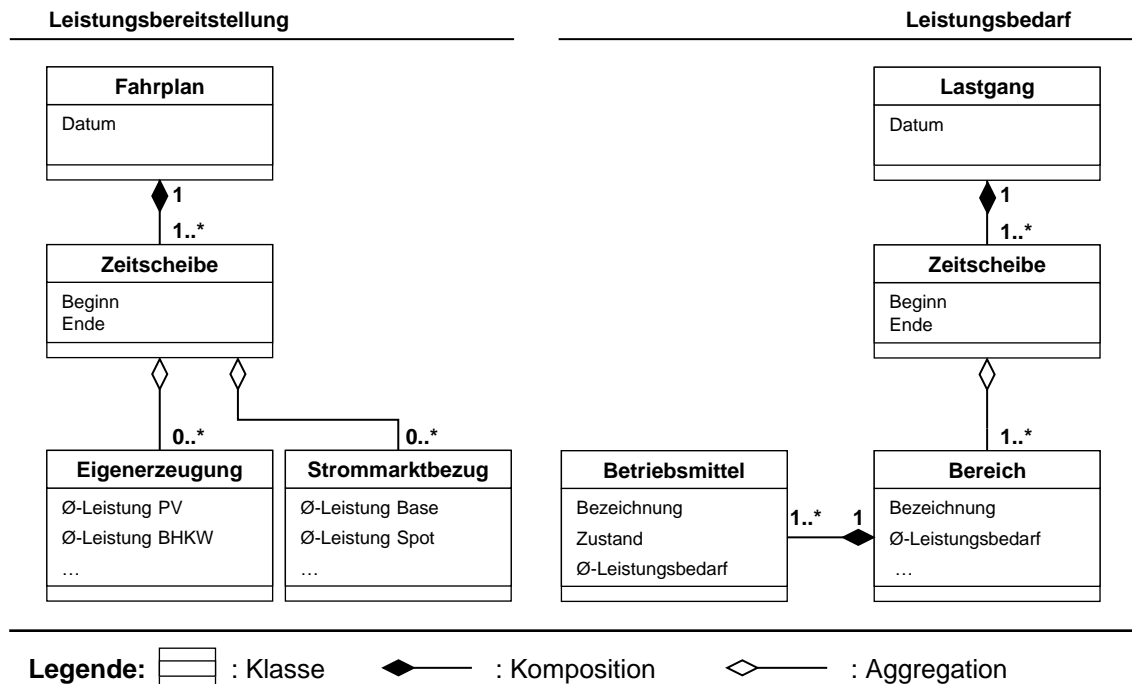 Leistungsbereitstellung
Fahrplan
Datum
1
1..*
Zeitscheibe
Beginn
Ende
0..*
0..*
Eigenerzeugung
Ø-Leistung PV
Ø-Leistung BHKW
…
Strommarktbezug
Ø-Leistung Base
Ø-Leistung Spot
…
Leistungsbedarf
Lastgang
Datum
1
1..*
Zeitscheibe
Beginn
Ende
1..*
Betriebsmittel
Bezeichnung
Zustand
Ø-Leistungsbedarf
1..*
1
Bereich
Bezeichnung
Ø-Leistungsbedarf
…
Legende: : Klasse : Komposition : Aggregation